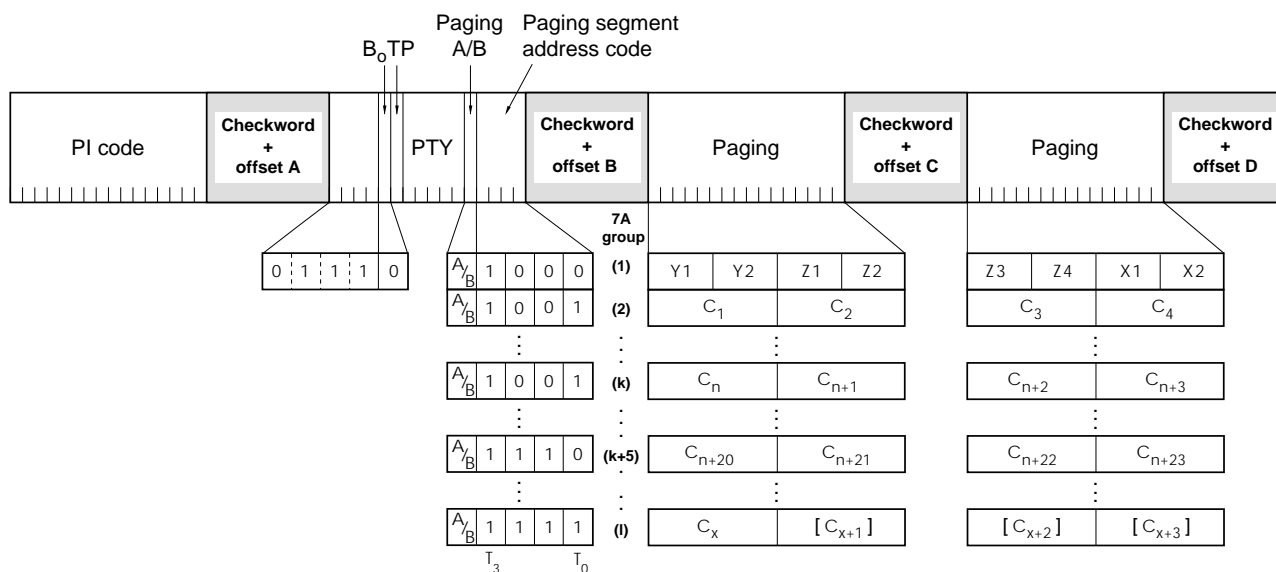 Paging Paging segment
BoTP A/B address code
PI code Checkword + offset A PTY Checkword + offset B Paging Checkword + offset C Paging Checkword + offset D
7A group
0 1 1 1 0 A/B 1 0 0 0 (1) Y1 Y2 Z1 Z2 Z3 Z4 X1 X2
A/B 1 0 0 1 (2) C1 C2 C3 C4
A/B 1 0 0 1 (k) Cn Cn+1 Cn+2 Cn+3
A/B 1 1 1 0 (k+5) Cn+20 Cn+21 Cn+22 Cn+23
A/B 1 1 1 1 (l) Cx [Cx+1] [Cx+2] [Cx+3]
T3 T0